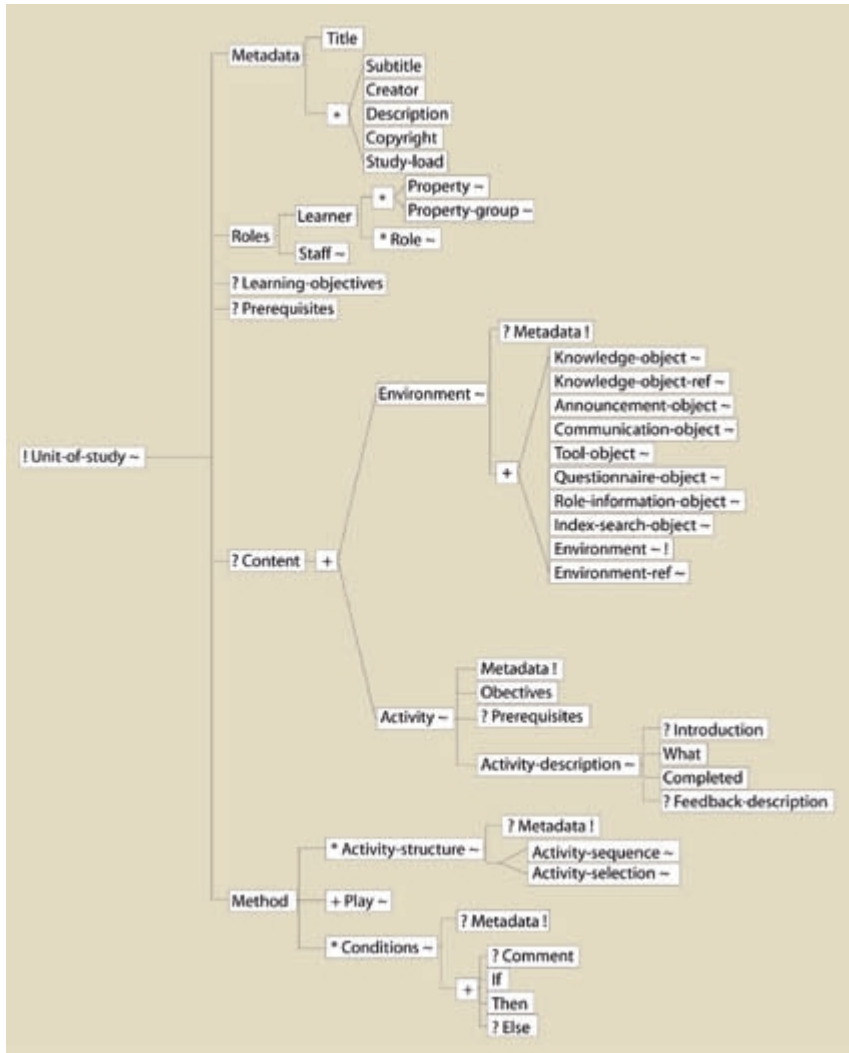 Title
Metadata
Subtitle
Creator
*
Description
Copyright
Study-load
* Property ~
Property-group ~
Learner
Roles
* Role ~
Staff ~
? Learning-objectives
? Prerequisites
? Metadata !
Knowledge-object ~
Environment ~
Knowledge-object-ref ~
Announcement-object ~
Communication-object ~
! Unit-of-study ~
Tool-object ~
+
Questionnaire-object ~
Role-information-object ~
Index-search-object ~
Environment ~ !
? Content
+
Environment-ref ~
Metadata !
Obectives
Activity ~
? Prerequisites
? Introduction
What
Activity-description ~
Completed
? Feedback-description
? Metadata !
* Activity-structure ~
Activity-sequence ~
Activity-selection ~
Method
+ Play ~
? Metadata !
* Conditions ~
? Comment
If
+
Then
? Else